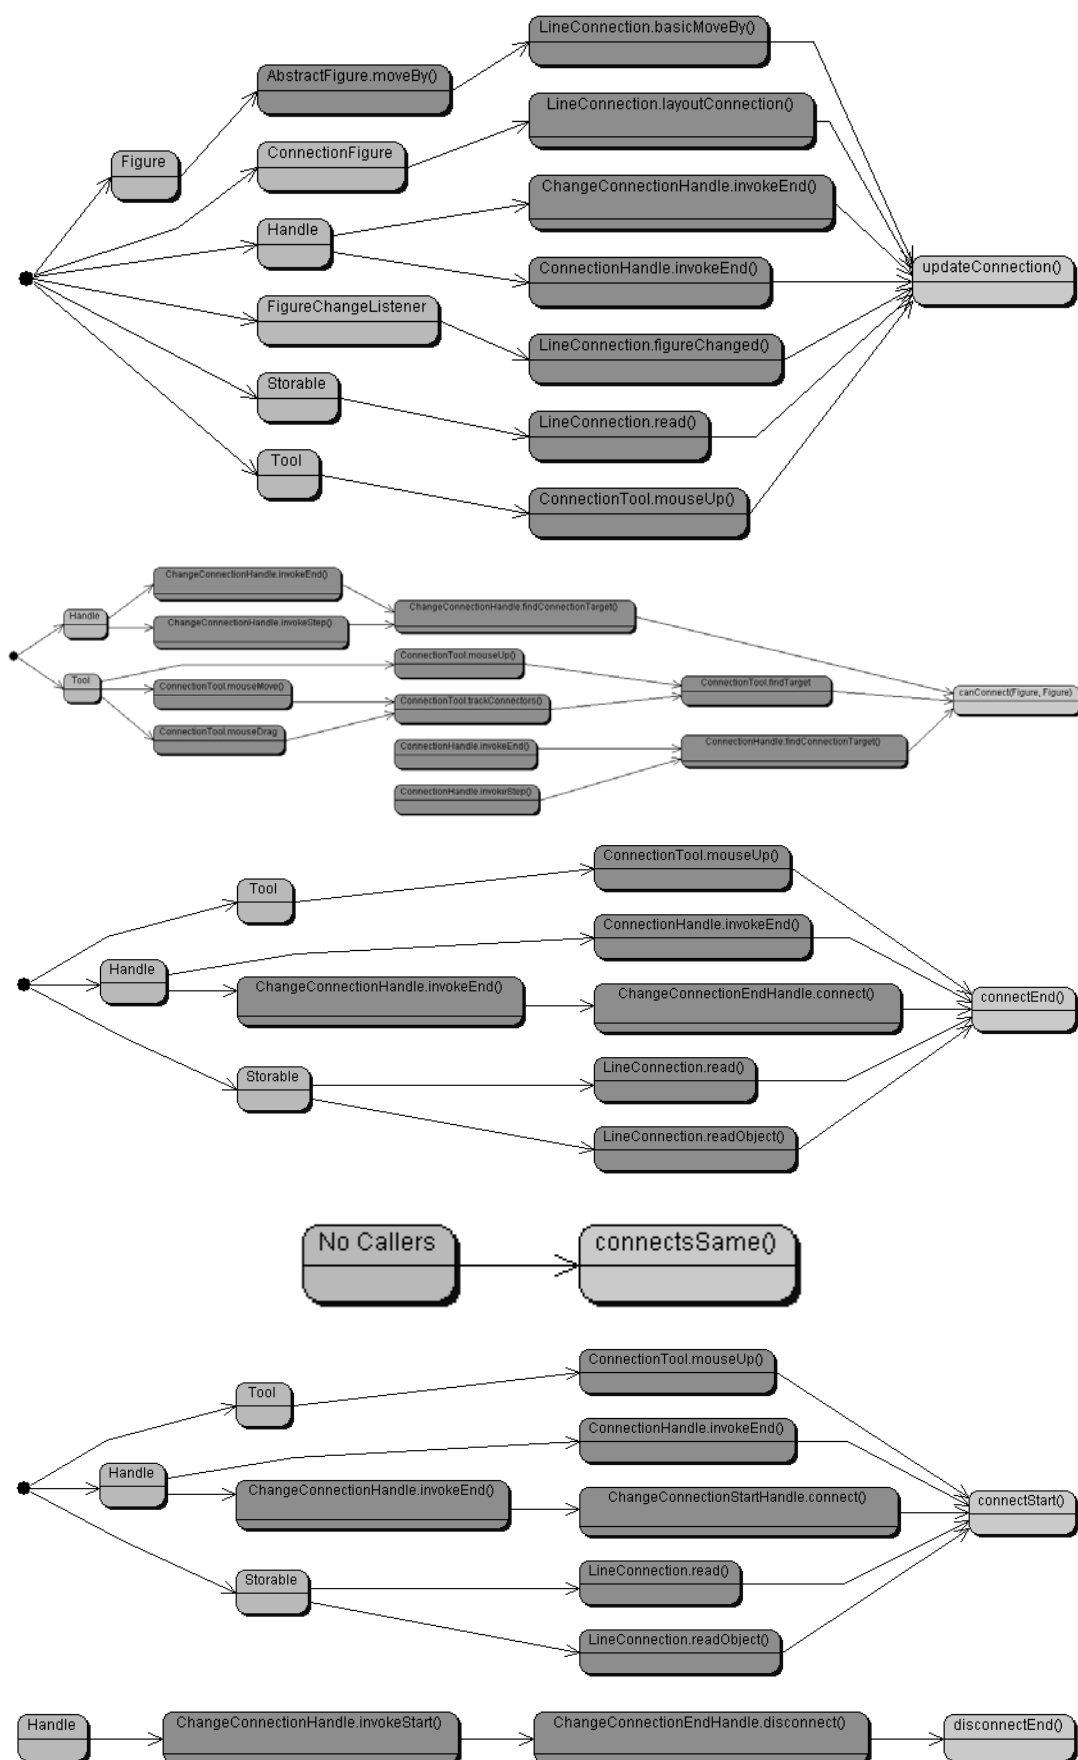 LineConnection.basicMoveBy()
AbstractFigure.moveBy()
LineConnection.layoutConnection()
Figure
ConnectionFigure
ChangeConnectionHandle.invokeEnd()
Handle
ConnectionHandle.invokeEnd()
updateConnection()
FigureChangeListener
LineConnection.figureChanged()
Storable
LineConnection.read()
Tool
ConnectionTool.mouseUp()
ChangeConnectionHandle.invokeEnd()
ChangeConnectionHandle.findConnectionTarget()
Handle
ChangeConnectionHandle.invokeStep()
ConnectionTool.mouseUp()
Tool
ConnectionTool.mouseMove()
ConnectionTool.findTarget
canConnect(Figure, Figure)
ConnectionTool.trackConnectors()
ConnectionTool.mouseDrag
ConnectionHandle.invokeEnd()
ConnectionHandle.findConnectionTarget()
ConnectionHandle.invokeStep()
ConnectionTool.mouseUp()
Tool
ConnectionHandle.invokeEnd()
Handle
ChangeConnectionHandle.invokeEnd()
ChangeConnectionEndHandle.connect()
connectEnd()
Storable
LineConnection.read()
LineConnection.readObject()
No Callers
connectsSame()
ConnectionTool.mouseUp()
Tool
ConnectionHandle.invokeEnd()
Handle
ChangeConnectionHandle.invokeEnd()
ChangeConnectionStartHandle.connect()
connectStart()
Storable
LineConnection.read()
LineConnection.readObject()
Handle
ChangeConnectionHandle.invokeStart()
ChangeConnectionEndHandle.disconnect()
disconnectEnd()